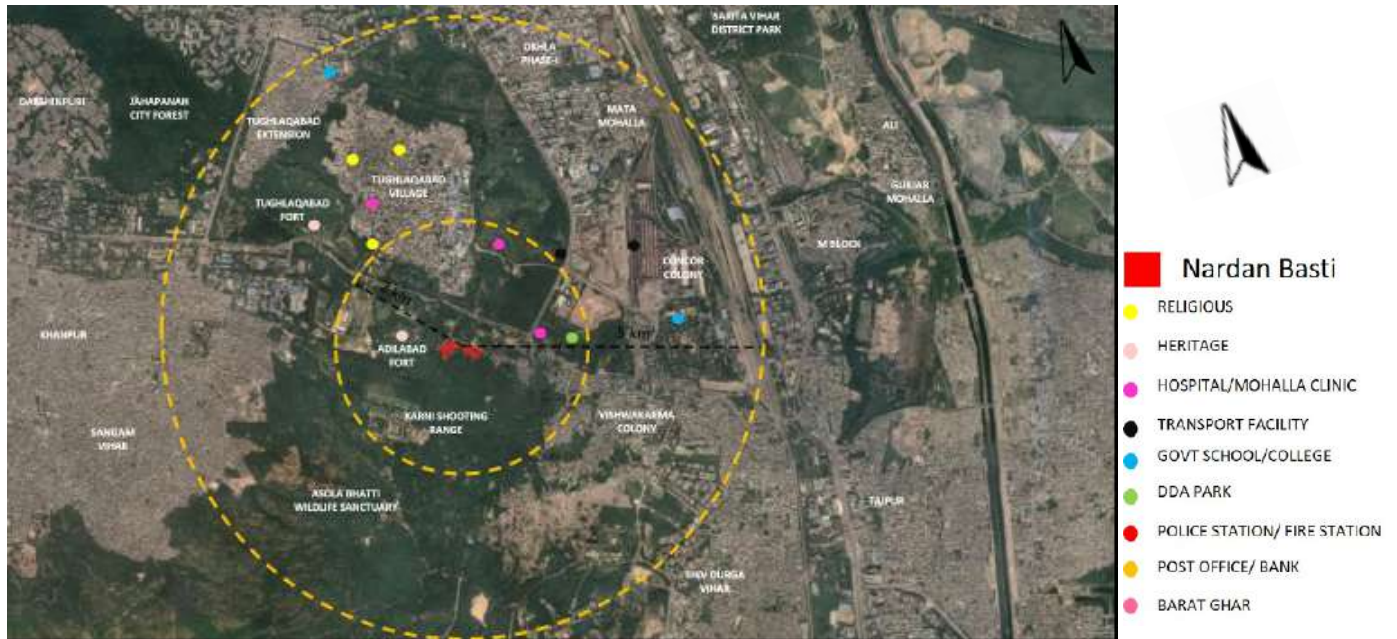 SARITA VIHAR
DISTRICT PARK
OKHLA
PHASE-I
DAKSHINPURI
JAHAPANAH
CITY FOREST
TUGHLAQABAD
EXTENSION
MATA
MOHALLA
ALI
TUGHLAQABAD
VILLAGE
GUJJAR
MOHALLA
TUGHLAQABAD
FORT
M BLOCK
CONCOR
COLONY
KHANPUR
5 km
ADILABAD
FORT
KARNI SHOOTING
RANGE
VISHWAKARMA
COLONY
SANGAM
VIHAR
ASOLA BHATTI
WILDLIFE SANCTUARY
TAJPUR
DURGA
VIHAR
Nardan Basti
RELIGIOUS
HERITAGE
HOSPITAL/MOHALLA CLINIC
TRANSPORT FACILITY
GOVT SCHOOL/COLLEGE
DDA PARK
POLICE STATION/ FIRE STATION
POST OFFICE/ BANK
BARAT GHAR